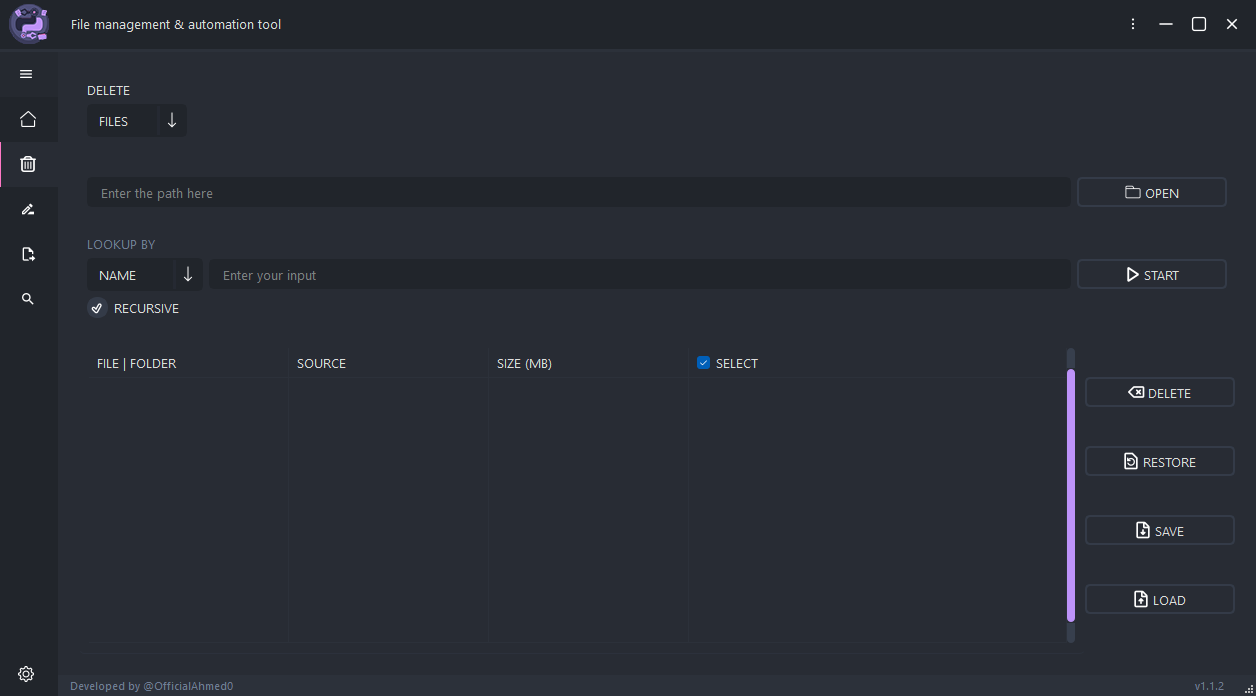 File management & automation tool
DELETE
FILES
Enter the path here
OPEN
LOOKUP BY
NAME
Enter your input
START
RECURSIVE
FILE | FOLDER SOURCE SIZE (MB) SELECT
DELETE
RESTORE
SAVE
LOAD
Developed by @OfficialAhmed0
v1.1.2